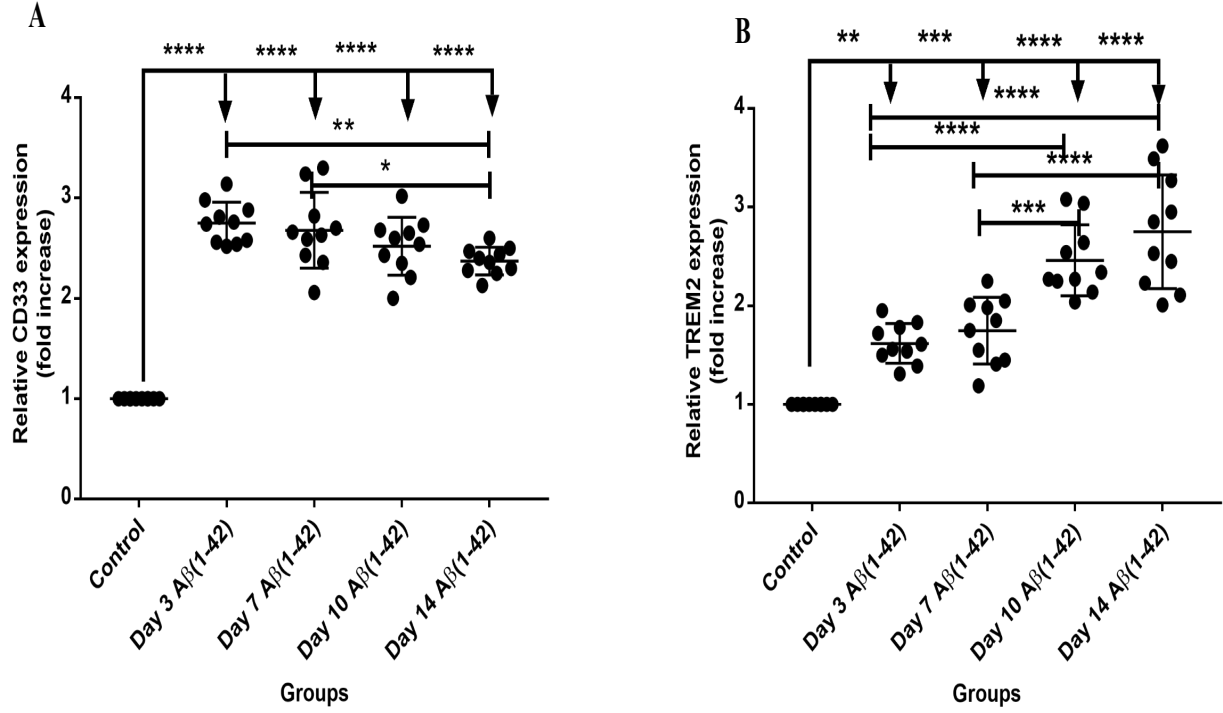 A
**** **** **** ****
**
*
4
3
2
1
0
Relative CD33 expression
(fold increase)
Control
Day 3 Aβ(1-42)
Day 7 Aβ(1-42)
Day 10 Aβ(1-42)
Day 14 Aβ(1-42)
Groups
B
** *** **** ****
****
****
****
***
4
3
2
1
0
Relative TREM2 expression
(fold increase)
Control
Day 3 Aβ(1-42)
Day 7 Aβ(1-42)
Day 10 Aβ(1-42)
Day 14 Aβ(1-42)
Groups